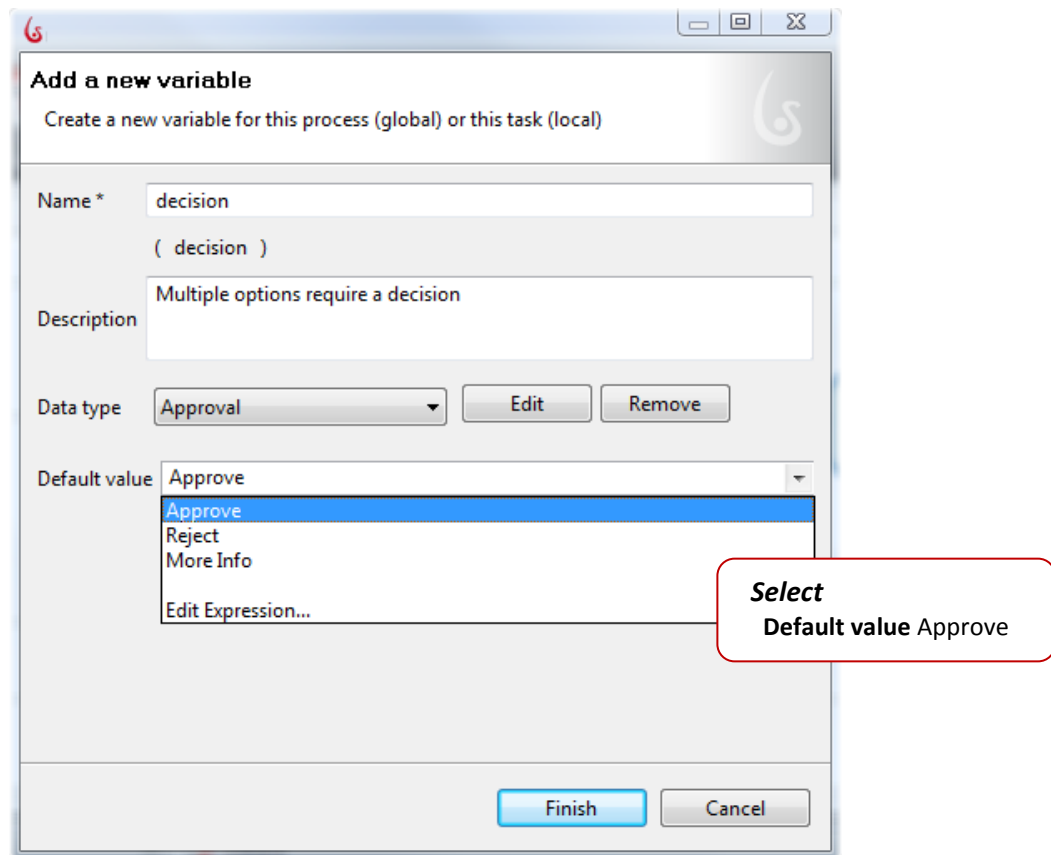 Add a new variable
Create a new variable for this process (global) or this task (local)
Name * decision
( decision )
Description Multiple options require a decision
Data type Approval Edit Remove
Default value Approve
Approve
Reject
More Info
Edit Expression...
Select
Default value Approve
Finish Cancel